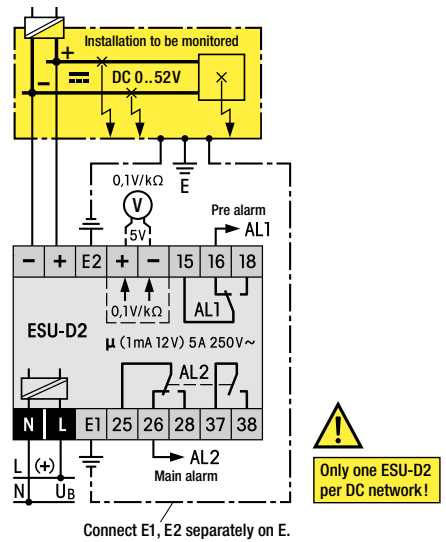 Installation to be monitored
+
− DC 0..52V
E
0,1V/kΩ
V
5V
Pre alarm
AL1
− + E2 + − 15 16 18
0,1V/kΩ
AL1
ESU-D2
µ (1mA 12V) 5A 250V~
AL2
N L E1 25 26 28 37 38
L (+)
N UB
AL2
Main alarm
!
Only one ESU-D2
per DC network!
Connect E1, E2 separately on E.